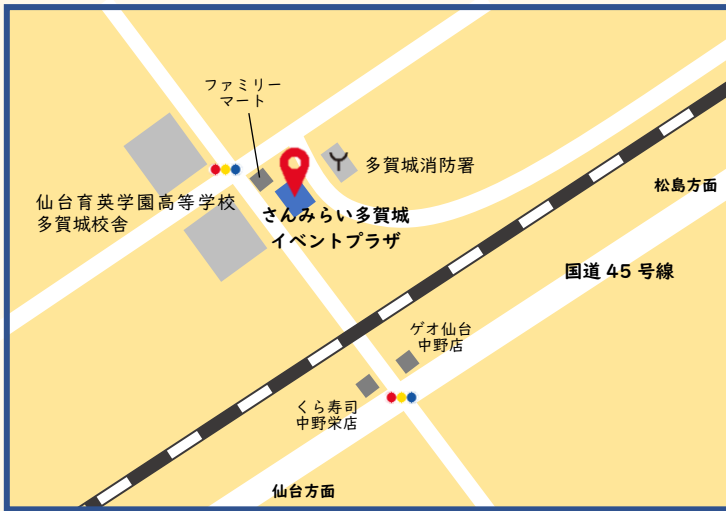 ファミリー
マート
多賀城消防署
松島方面
仙台育英学園高等学校
多賀城校舎
さんみらい多賀城
イベントプラザ
国道 45 号線
ゲオ仙台
中野店
くら寿司
中野栄店
仙台方面